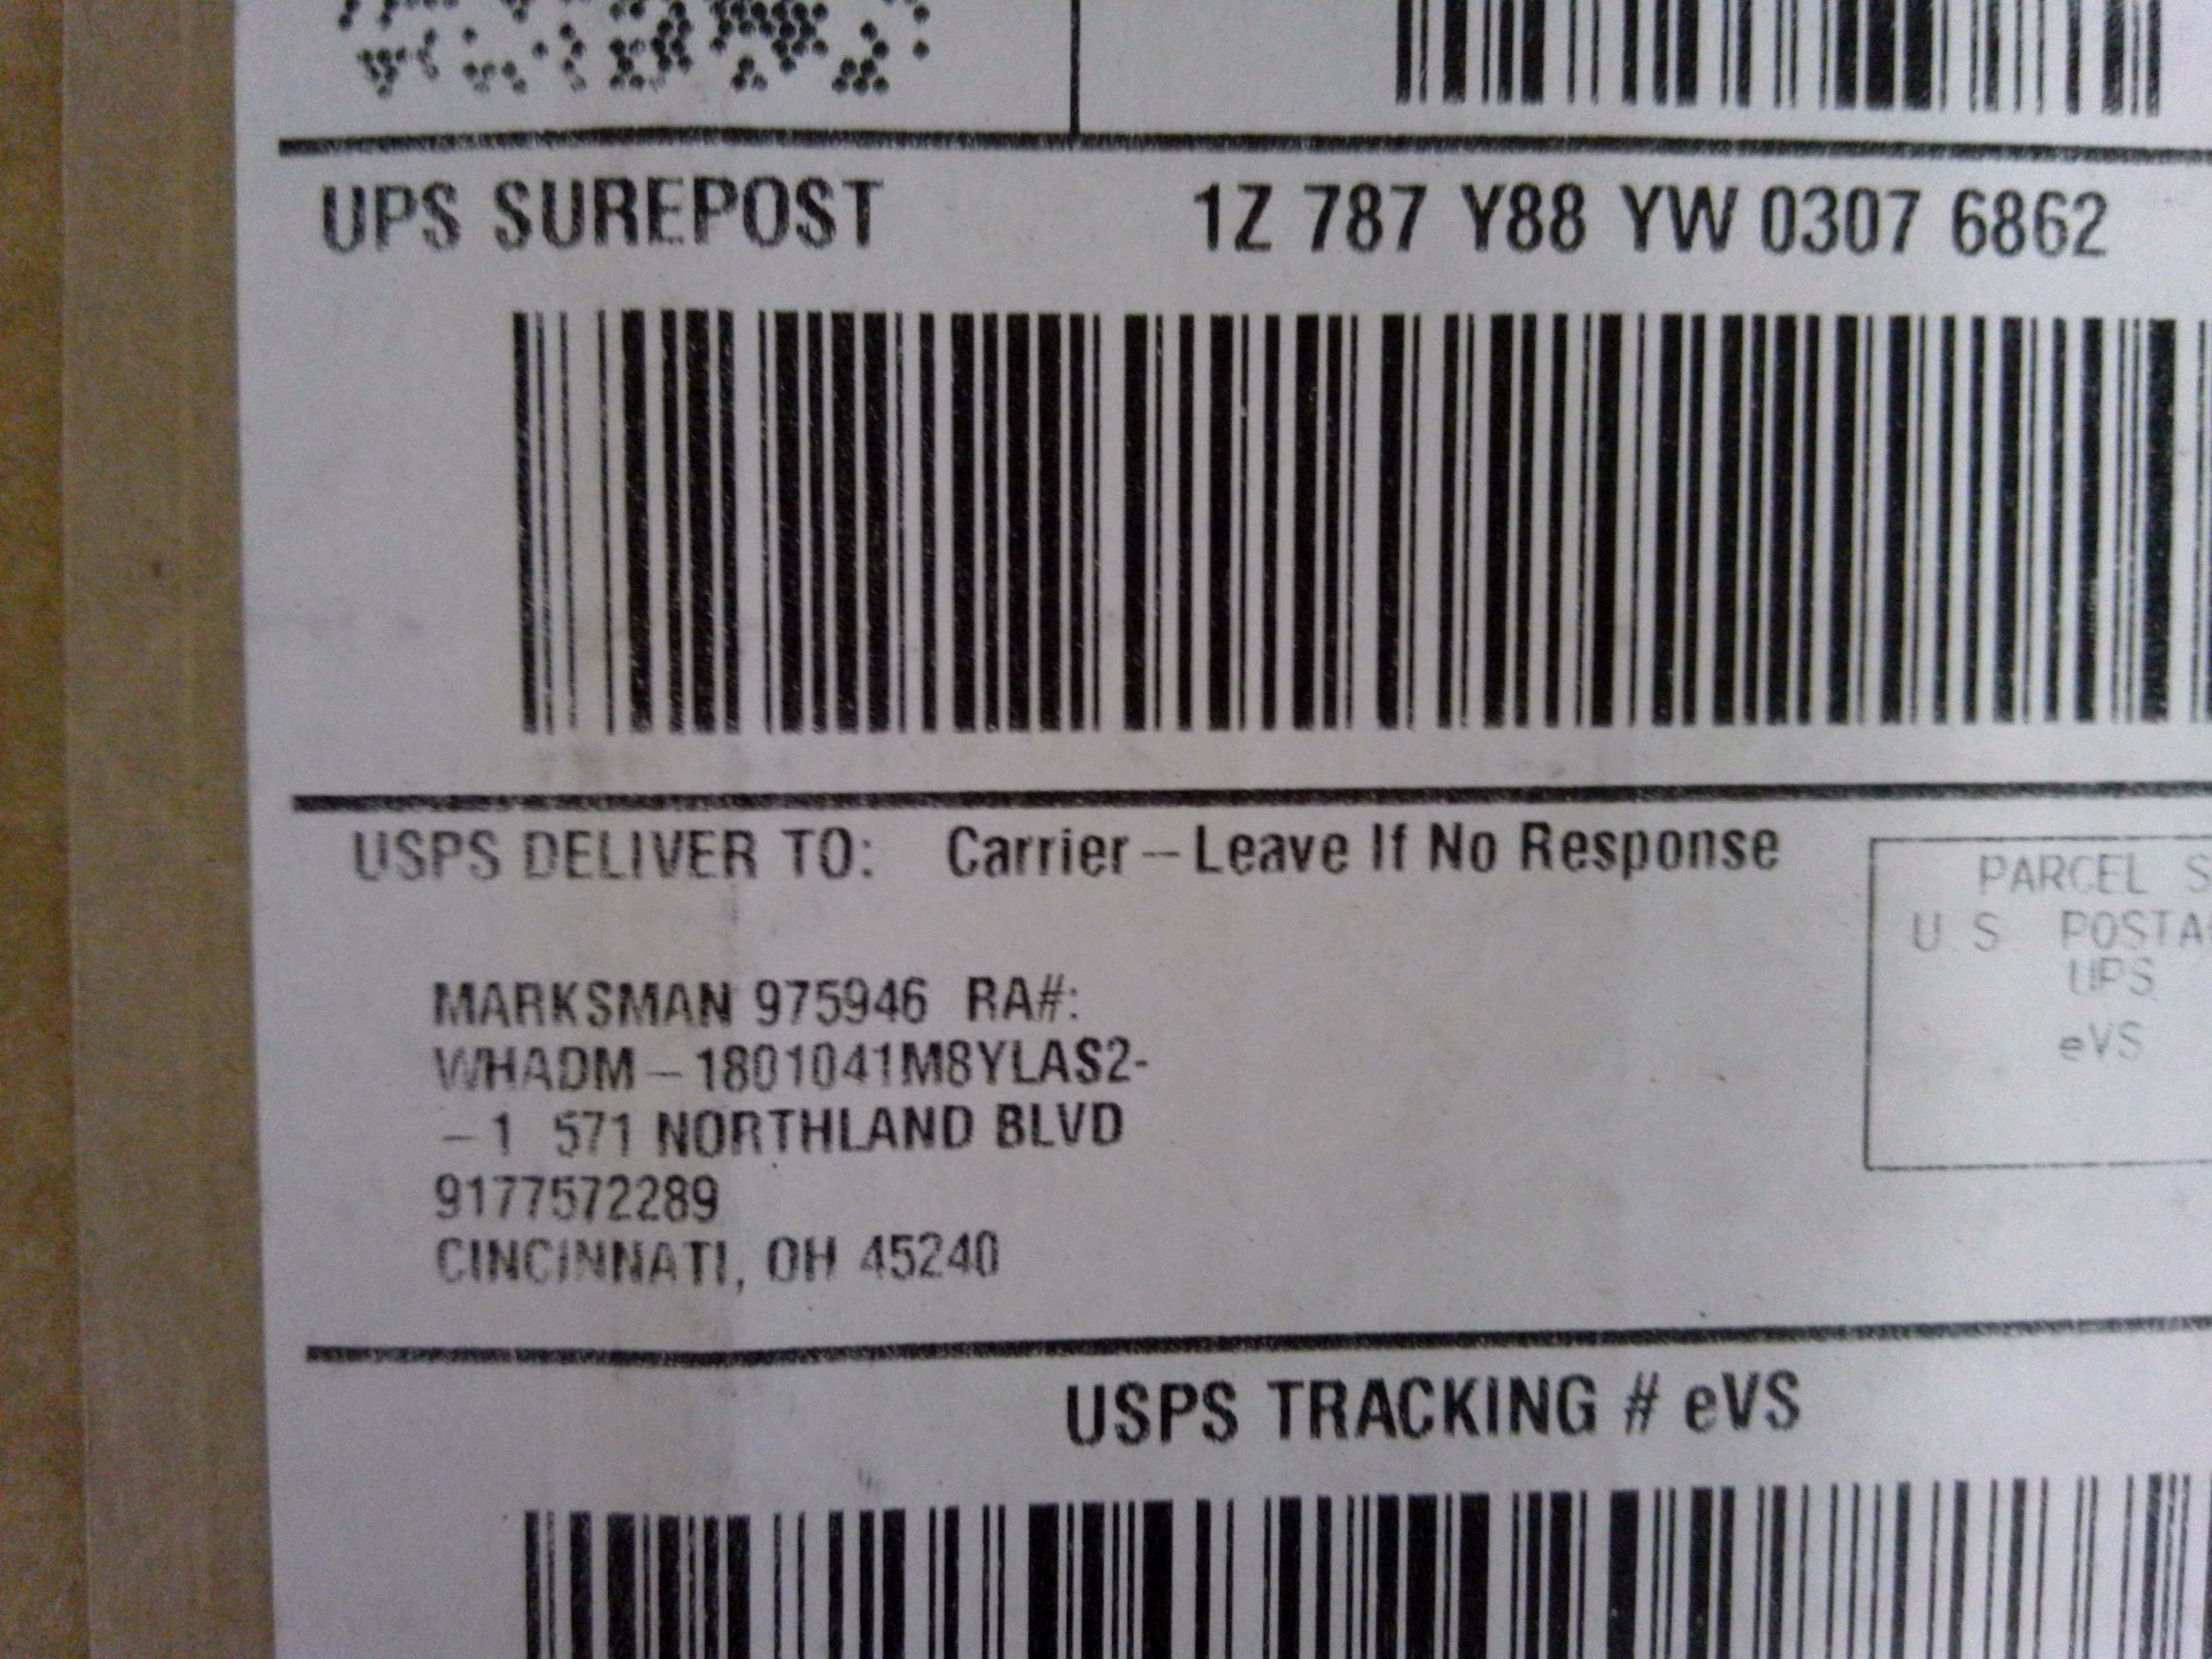 UPS SUREPOST 1Z 787 Y88 YW 0307 6862
USPS DELIVER TO: Carrier – Leave If No Response
PARCEL S
U S POSTA
UPS
eVS
MARKSMAN 975946 RA#:
WHADM – 1801041M8YLAS2-
– 1 571 NORTHLAND BLVD
9177572289
CINCINNATI, OH 45240
USPS TRACKING # eVS